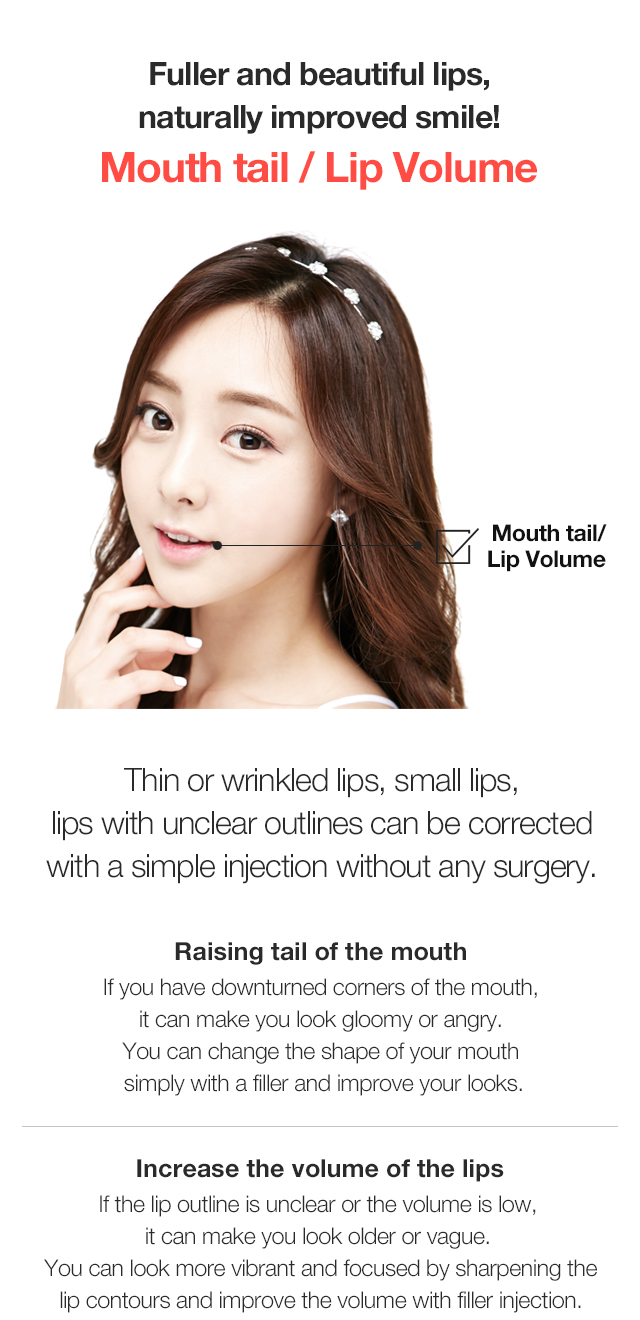 Fuller and beautiful lips,
naturally improved smile!
Mouth tail / Lip Volume
Mouth tail/
Lip Volume
Thin or wrinkled lips, small lips,
lips with unclear outlines can be corrected
with a simple injection without any surgery.
Raising tail of the mouth
If you have downturned corners of the mouth,
it can make you look gloomy or angry.
You can change the shape of your mouth
simply with a filler and improve your looks.
Increase the volume of the lips
If the lip outline is unclear or the volume is low,
it can make you look older or vague.
You can look more vibrant and focused by sharpening the
lip contours and improve the volume with filler injection.